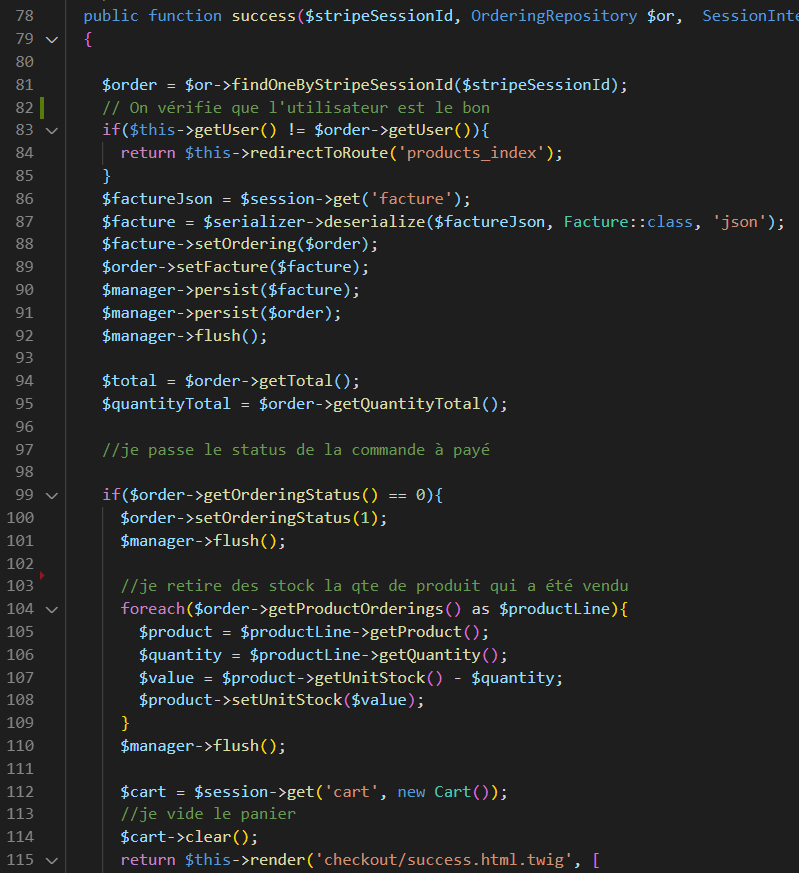 78 public function success($stripeSessionId, OrderingRepository $or,  SessionInte
79 {
80
81 $order = $or->findOneByStripeSessionId($stripeSessionId);
82 // On vérifie que l'utilisateur est le bon
83 if($this->getUser() != $order->getUser()){
84 return $this->redirectToRoute('products_index');
85 }
86 $factureJson = $session->get('facture');
87 $facture = $serializer->deserialize($factureJson, Facture::class, 'json');
88 $facture->setOrdering($order);
89 $order->setFacture($facture);
90 $manager->persist($facture);
91 $manager->persist($order);
92 $manager->flush();
93
94 $total = $order->getTotal();
95 $quantityTotal = $order->getQuantityTotal();
96
97 //je passe le status de la commande à payé
98
99 if($order->getOrderingStatus() == 0){
100 $order->setOrderingStatus(1);
101 $manager->flush();
102
103 //je retire des stock la qte de produit qui a été vendu
104 foreach($order->getProductOrderings() as $productLine){
105 $product = $productLine->getProduct();
106 $quantity = $productLine->getQuantity();
107 $value = $product->getUnitStock() - $quantity;
108 $product->setUnitStock($value);
109 }
110 $manager->flush();
111
112 $cart = $session->get('cart', new Cart());
113 //je vide le panier
114 $cart->clear();
115 return $this->render('checkout/success.html.twig', [